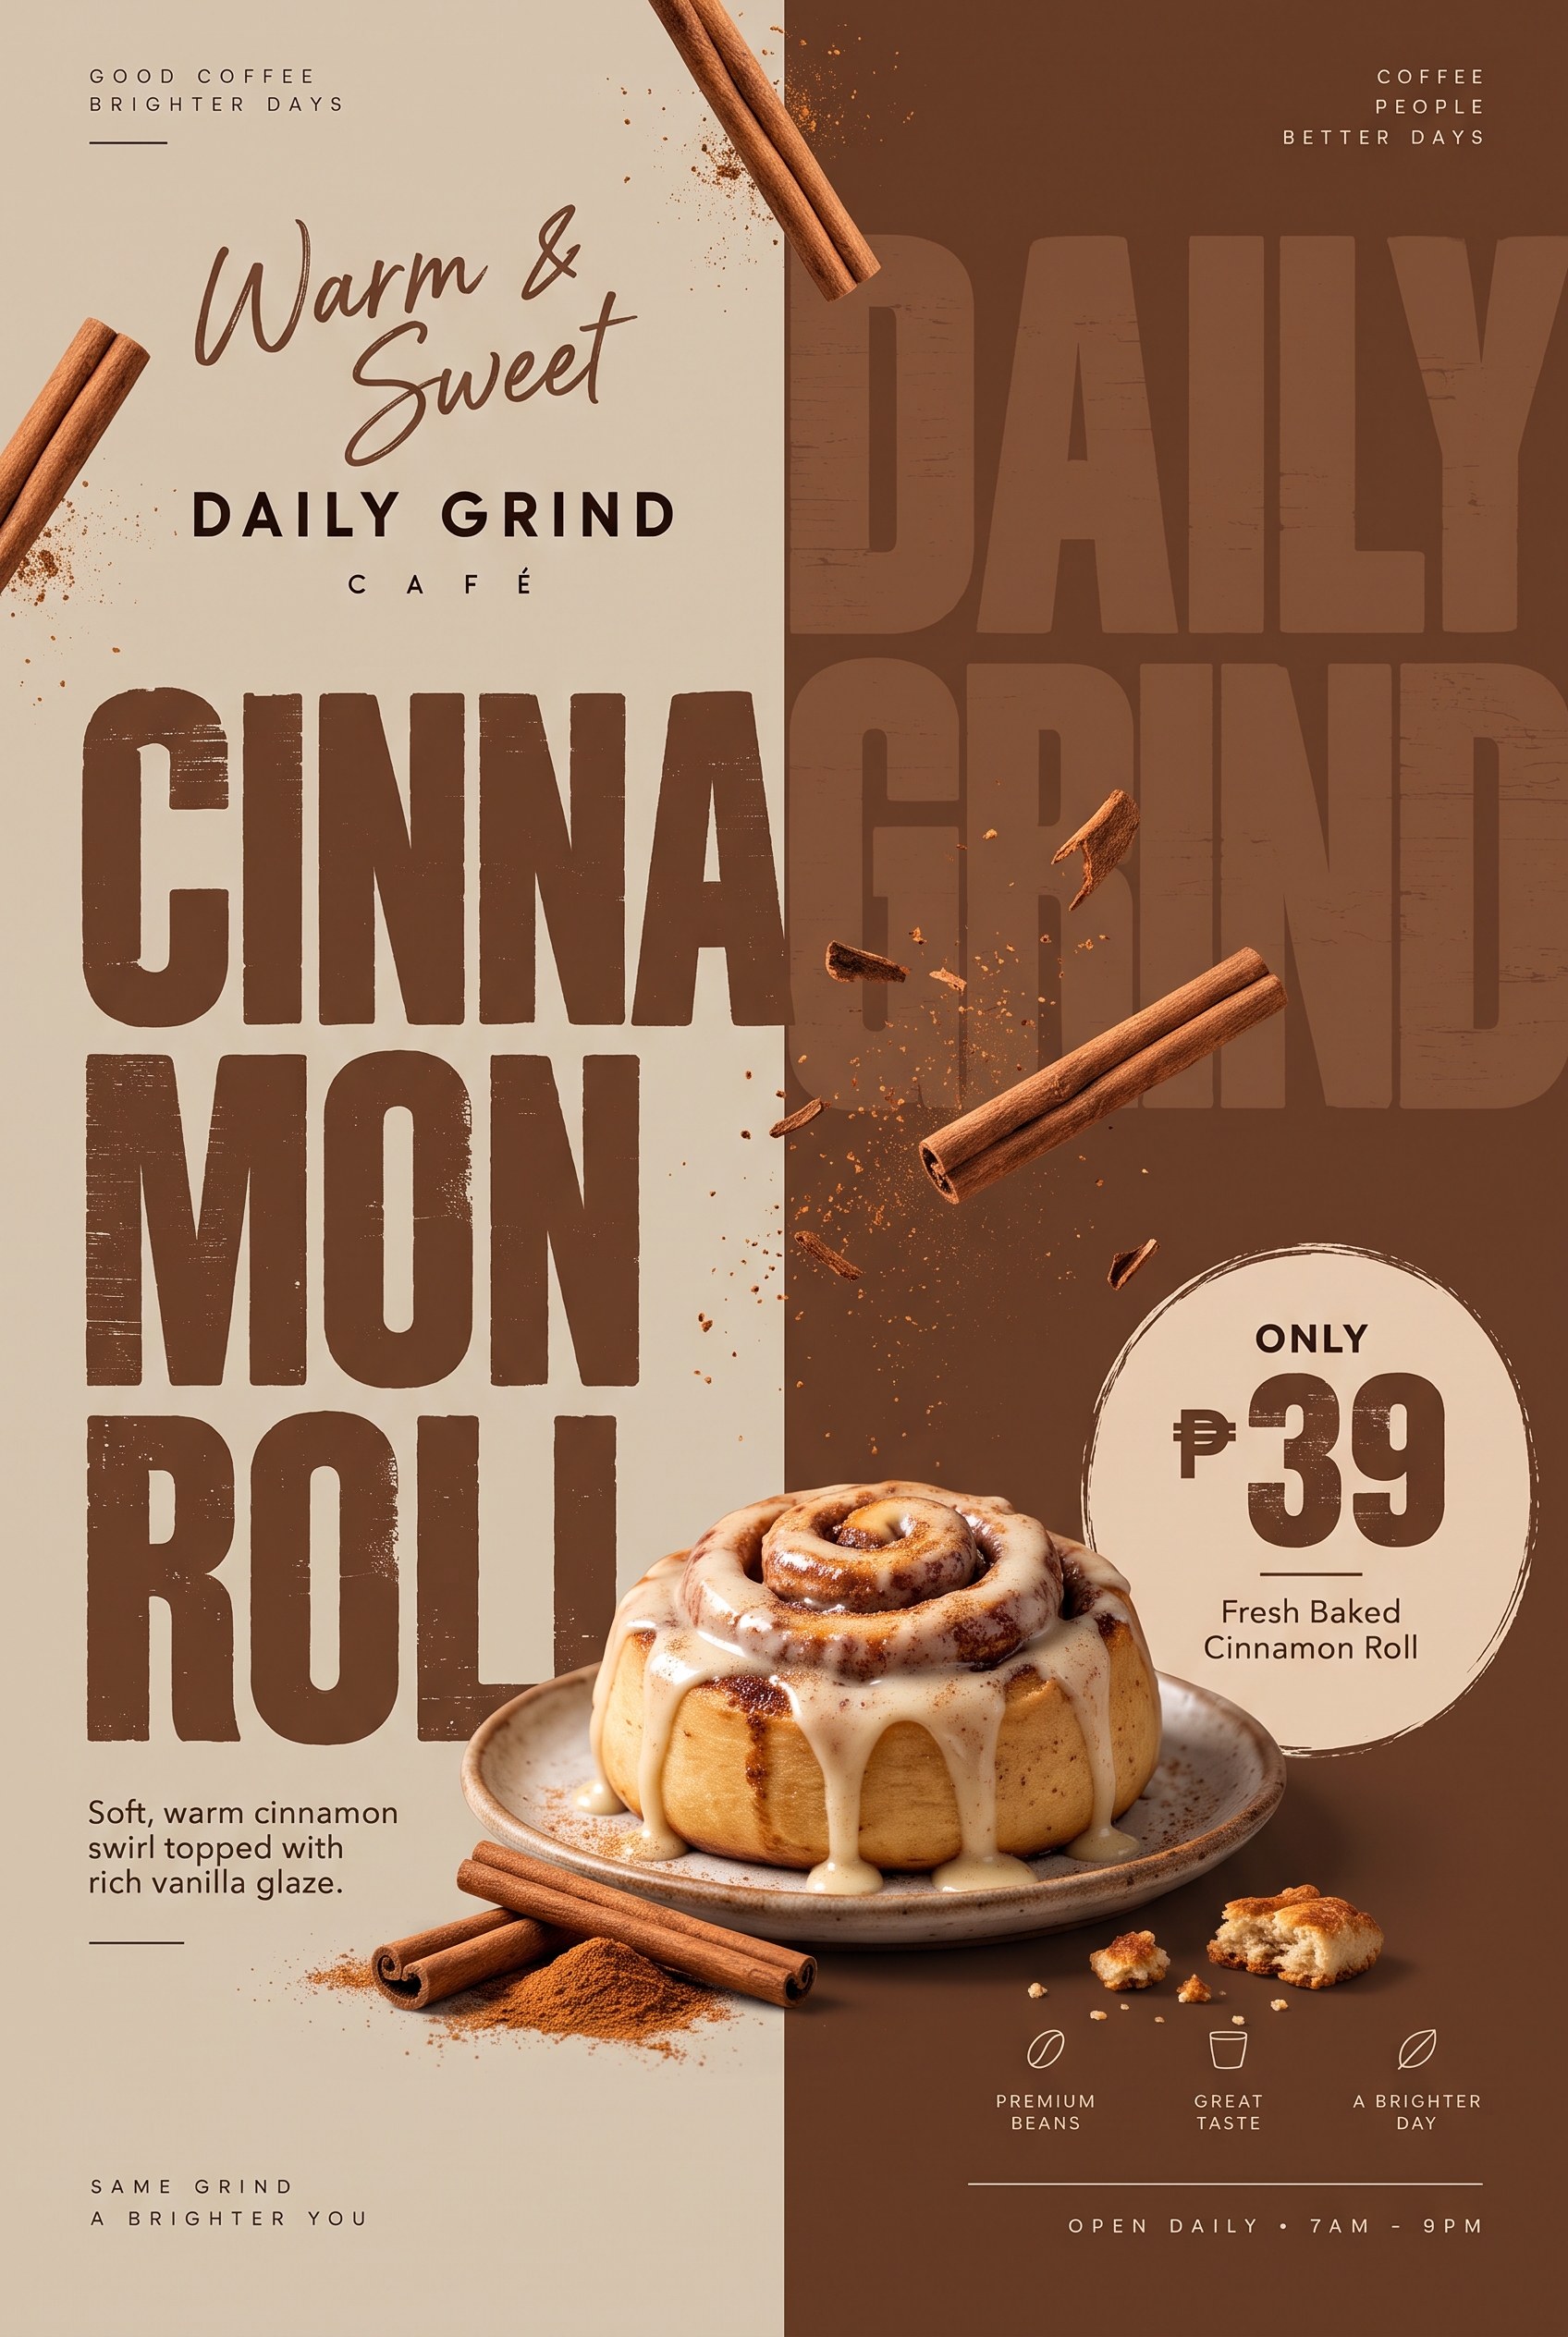 GOOD COFFEE
BRIGHTER DAYS
COFFEE
PEOPLE
BETTER DAYS
Warm &
Sweet
DAILY GRIND
CAFÉ
DAILY
GRIND
CINNA
MON
ROLL
ONLY
₱39
Fresh Baked
Cinnamon Roll
Soft, warm cinnamon
swirl topped with
rich vanilla glaze.
PREMIUM
BEANS
GREAT
TASTE
A BRIGHTER
DAY
SAME GRIND
A BRIGHTER YOU
OPEN DAILY • 7AM - 9PM